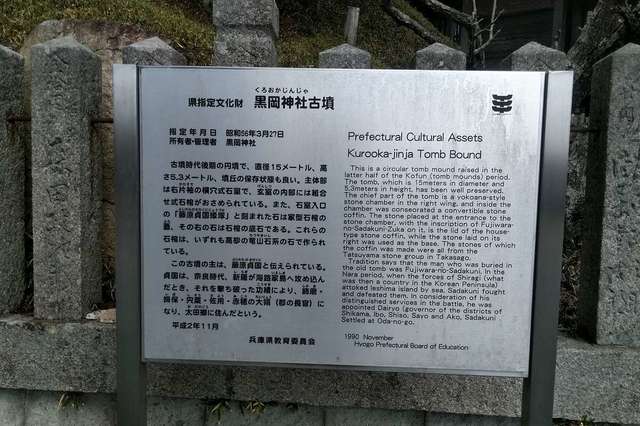 県指定文化財 黒岡神社古墳
くろおかじんじゃ
指定年月日 昭和56年3月27日
所有者・管理者 黒岡神社
古墳時代後期の円墳で、直径15メートル、高
さ5.3メートル、墳丘の保存状態も良い。主体部
は右片袖の横穴式石室で、玄室の内部には組合
せ式石棺がおさめられている。また、石室入口
の「藤原貞国塚」と刻まれた石は家型石棺の
蓋、その右の石は石棺の底石である。これらの
石棺は、いずれも高砂の竜山石系の石で作られ
ている。
この古墳の主は、藤原貞国と伝えられている。
貞国は、奈良時代、新羅が
だとき、それを撃ち破った功績により、飾磨・
揖保・宍粟・佐用・赤穂の大領(郡の長官)に
なり、太田郷に住んだという。
平成2年11月
兵庫県教育委員会
Prefectural Cultural Assets
Kurooka-jinja Tomb Bound
This is a circular tomb mound raised in the
latter half of the Kofun (tomb mounds) period.
The tomb, which is 15meters in diameter and
5.3meters in height, has been well preserved.
The chief part of the tomb is a yokoana-style
stone chamber in the right wing, and inside the
chamber was conseorated a convertible stone
coffin. The stone placed at the entrance to the
stone chamber, with the inscription of Fujiwara-
no-Sadakuni-Zuka on it, is the lid of the house-
type stone coffin, while the stone laid on its
right was used as the base. The stones of which
the coffin was made all from the
Tatsuyama stone group in Takasago.
Tradition says that the man who was buried in
the old tomb was Fujiwara-no-Sadakuni. In the
Nara period, when the forces of Shiragi (what
was then a country in the Korean Peninsula)
attcked Iejima island by sea, Sadakuni fought
and defeated them. In consideration of his
distinguished services in the battle, he was
appointed Dairyo (governor of the districts of
Shikama, Ibo, Shiso, Sayo and Ako, Sadakuni
Settled at Oda-no-go.
1990 November
Hyogo Prefectural Board of Education